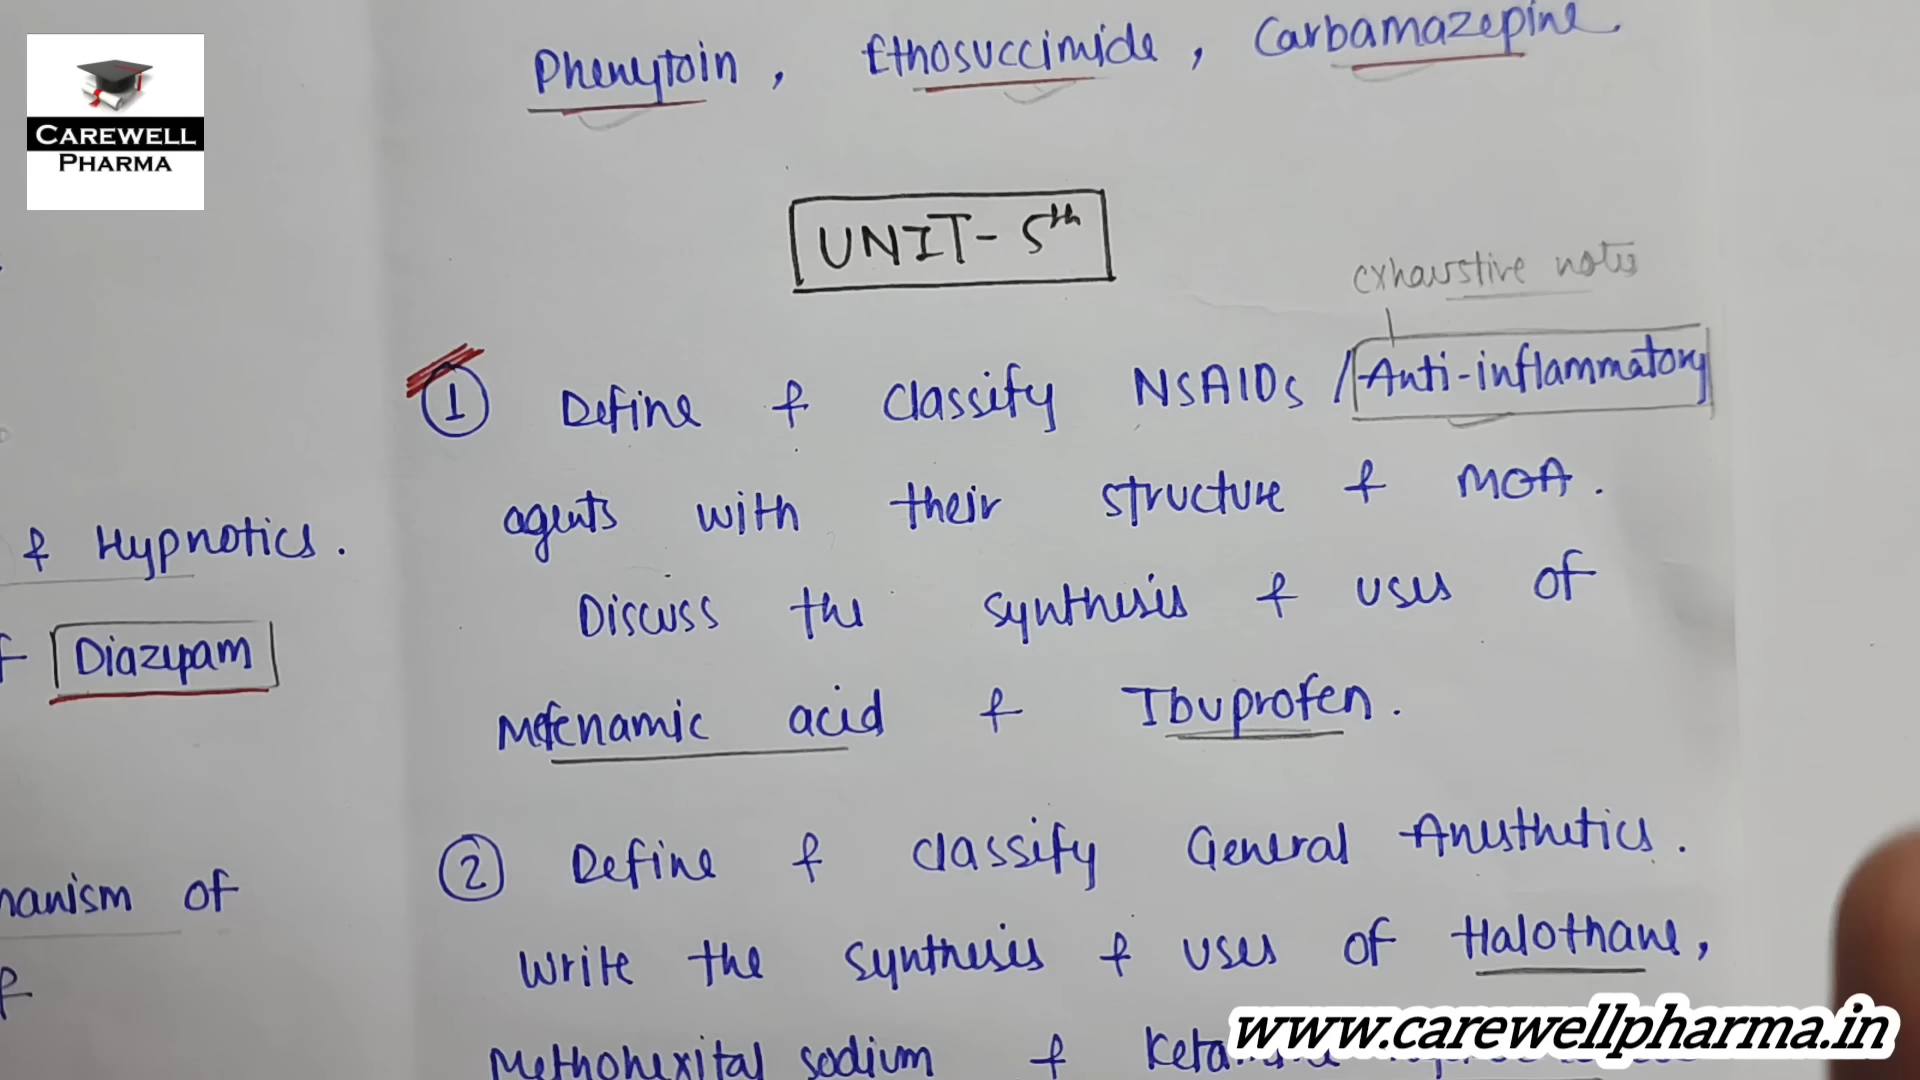 CAREWELL
PHARMA
Phenytoin, Ethosuccimide, Carbamazepine
UNIT-5th
exhaustive notes
1 Define & classify NSAIDs / Anti-inflammatory
agents with their structure & MOA.
Discuss the synthesis & uses of
Mefenamic acid & Ibuprofen.
2 Define & classify General Anesthetics.
Write the synthesis & uses of Halothane,
Methohexital sodium &
& Hypnotics.
Diazepam
of
www.carewellpharma.in